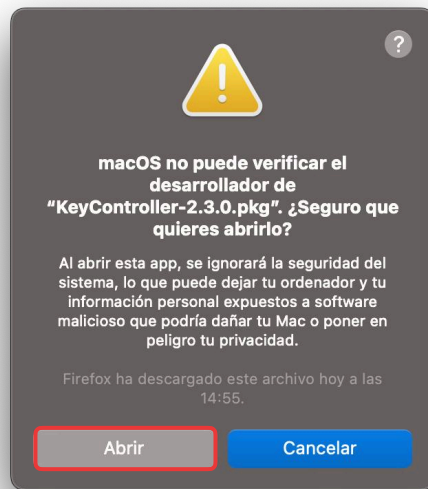 ?
macOS no puede verificar el
desarrollador de
“KeyController-2.3.0.pkg”. ¿Seguro que
quieres abrirlo?
Al abrir esta app, se ignorará la seguridad del
sistema, lo que puede dejar tu ordenador y tu
información personal expuestos a software
malicioso que podría dañar tu Mac o poner en
peligro tu privacidad.
Firefox ha descargado este archivo hoy a las
14:55.
Abrir
Cancelar